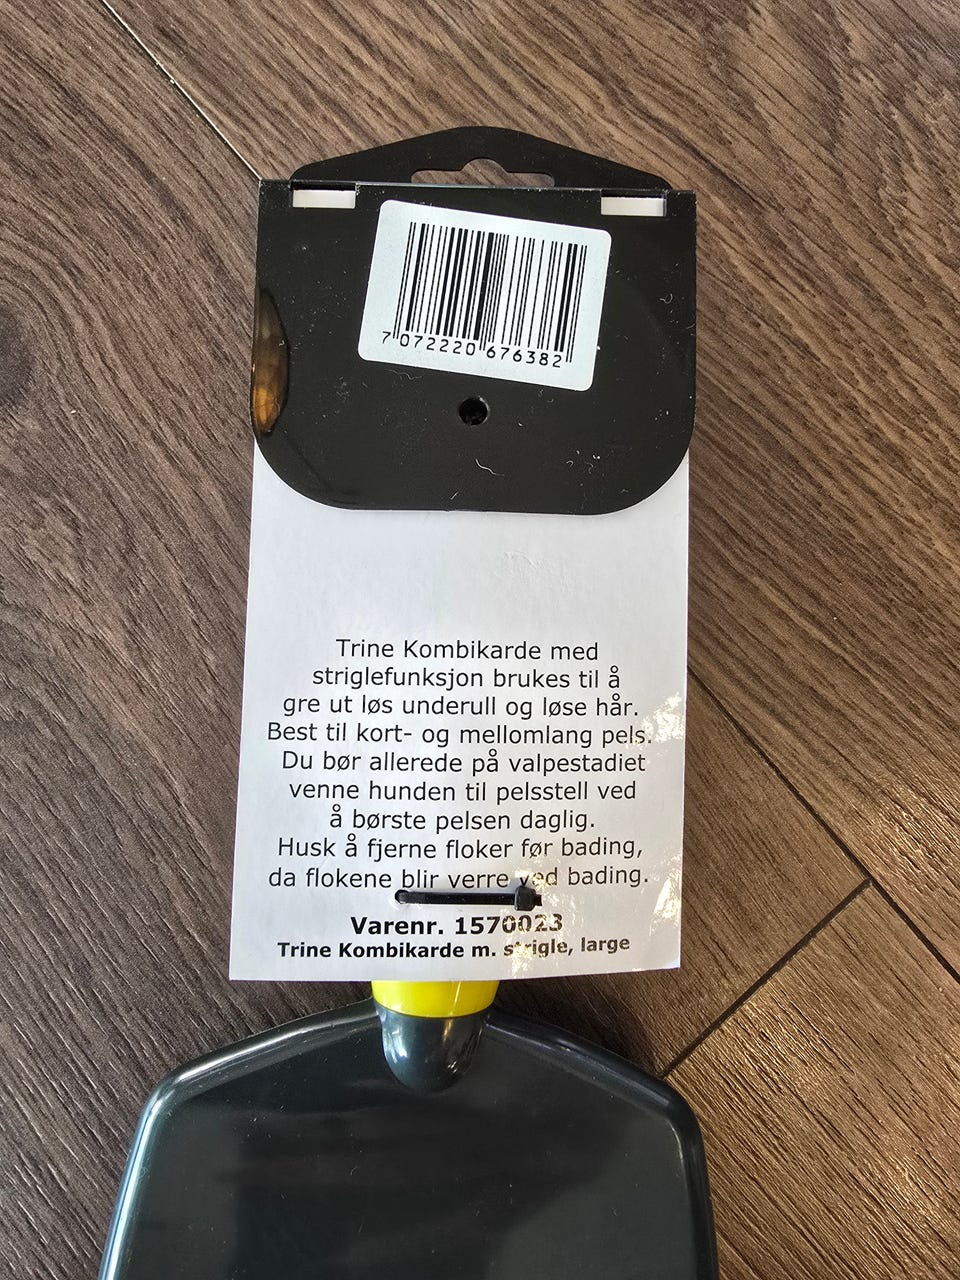 7 072220 676382
Trine Kombikarde med
striglefunksjon brukes til å
gre ut løs underull og løse hår.
Best til kort- og mellomlang pels.
Du bør allerede på valpestadiet
venne hunden til pelsstell ved
å børste pelsen daglig.
Husk å fjerne floker før bading,
da flokene blir verre ved bading.
Varenr. 1570023
Trine Kombikarde m. strigle, large